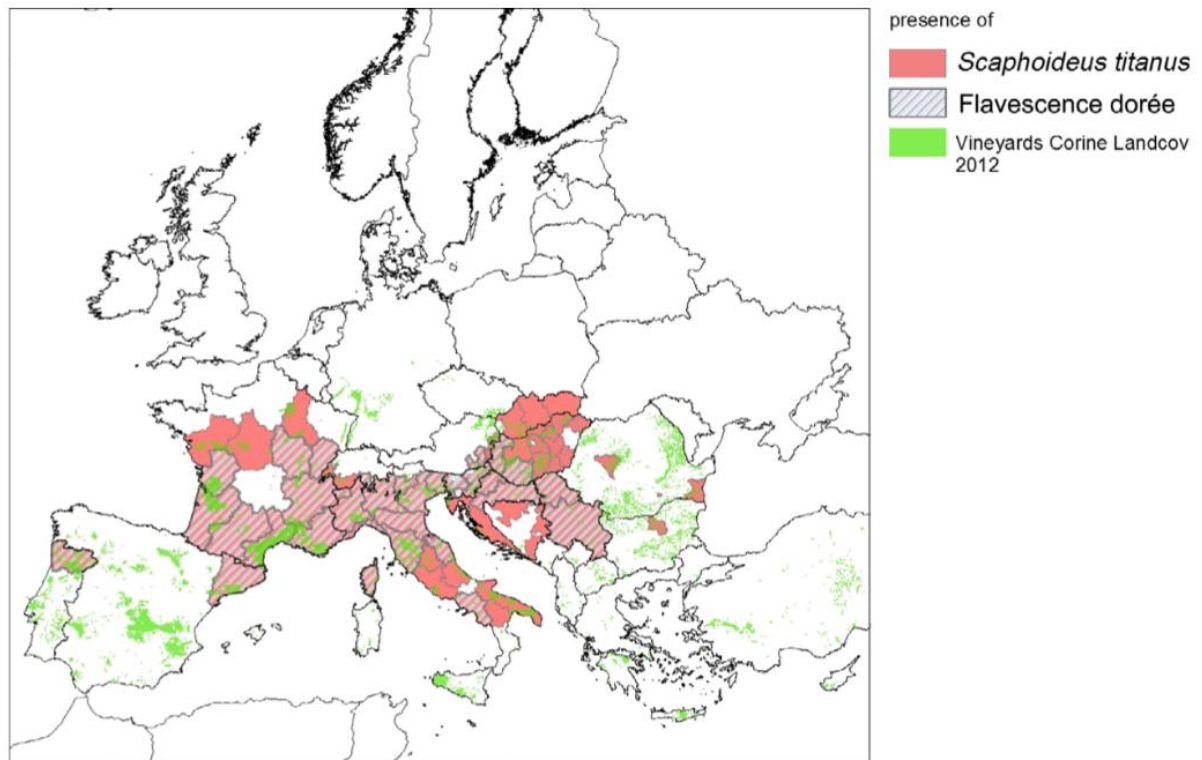 presence of
Scaphoideus titanus
Flavescence dorée
Vineyards Corine Landcov
2012